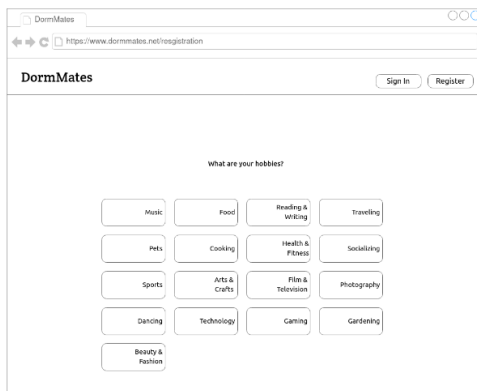 DormMates
https://www.dormmates.net/resgistration
DormMates
Sign In Register
What are your hobbies?
Music Food Reading & Writing Traveling
Pets Cooking Health & Fitness Socializing
Sports Arts & Crafts Film & Television Photography
Dancing Technology Gaming Gardening
Beauty & Fashion